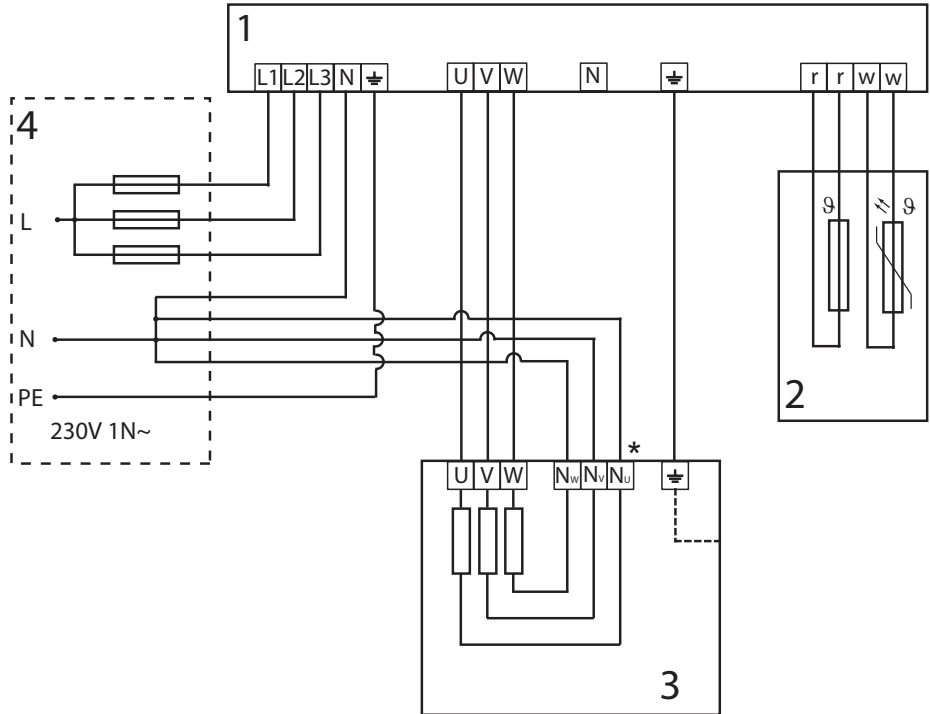 1
L1 L2 L3 N ⏚ U V W N ⏚ r r w w
4
L
N
PE
230V 1N~
ϑ ϑ
2
*
U V W Nw Nv Nu ⏚
3